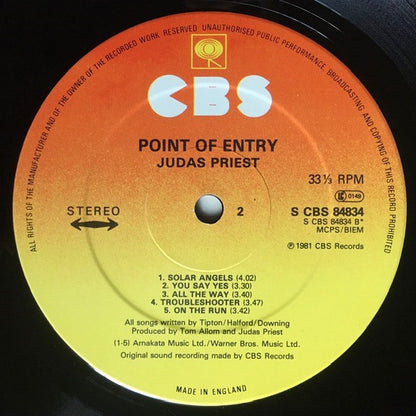 ALL RIGHTS OF THE MANUFACTURER AND OF THE OWNER OF THE RECORDED WORK RESERVED. UNAUTHORISED PUBLIC PERFORMANCE, BROADCASTING AND COPYING OF THIS RECORD PROHIBITED
CBS
POINT OF ENTRY
JUDAS PRIEST
33⅓ RPM
0149
STEREO
2
S CBS 84834
S CBS 84834 B*
MCPS/BIEM
℗ 1981 CBS Records
1. SOLAR ANGELS (4.02)
2. YOU SAY YES (3.30)
3. ALL THE WAY (3.40)
4. TROUBLESHOOTER (3.47)
5. ON THE RUN (3.42)
All songs written by Tipton/Halford/Downing
Produced by Tom Allom and Judas Priest
(1-5) Amakata Music Ltd./Warner Bros. Music Ltd.
Original sound recording made by CBS Records
MADE IN ENGLAND